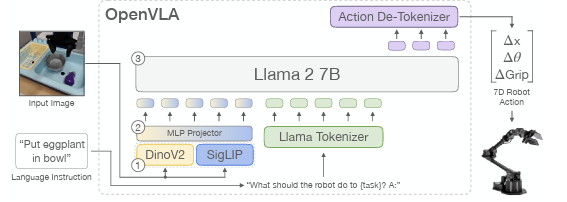 OpenVLA
Action De-Tokenizer
Δx
Δθ
ΔGrip
7D Robot
Action
3
Llama 2 7B
Input Image
2
MLP Projector
Llama Tokenizer
1
DinoV2
SigLIP
"Put eggplant
in bowl"
Language Instruction
"What should the robot do to {task}? A:"